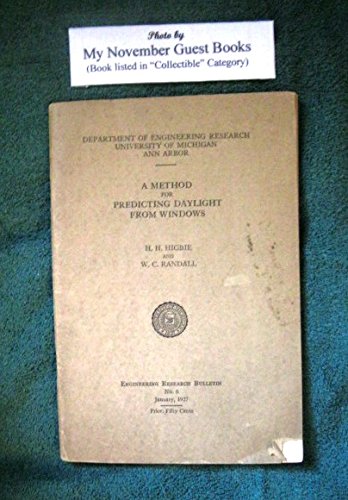 Photo by
My November Guest Books
(Book listed in "Collectible" Category)
DEPARTMENT OF ENGINEERING RESEARCH
UNIVERSITY OF MICHIGAN
ANN ARBOR
A METHOD
FOR
PREDICTING DAYLIGHT
FROM WINDOWS
H. H. HIGBIE
AND
W. C. RANDALL
ENGINEERING RESEARCH BULLETIN
No. 6
January, 1927
Price, Fifty Cents